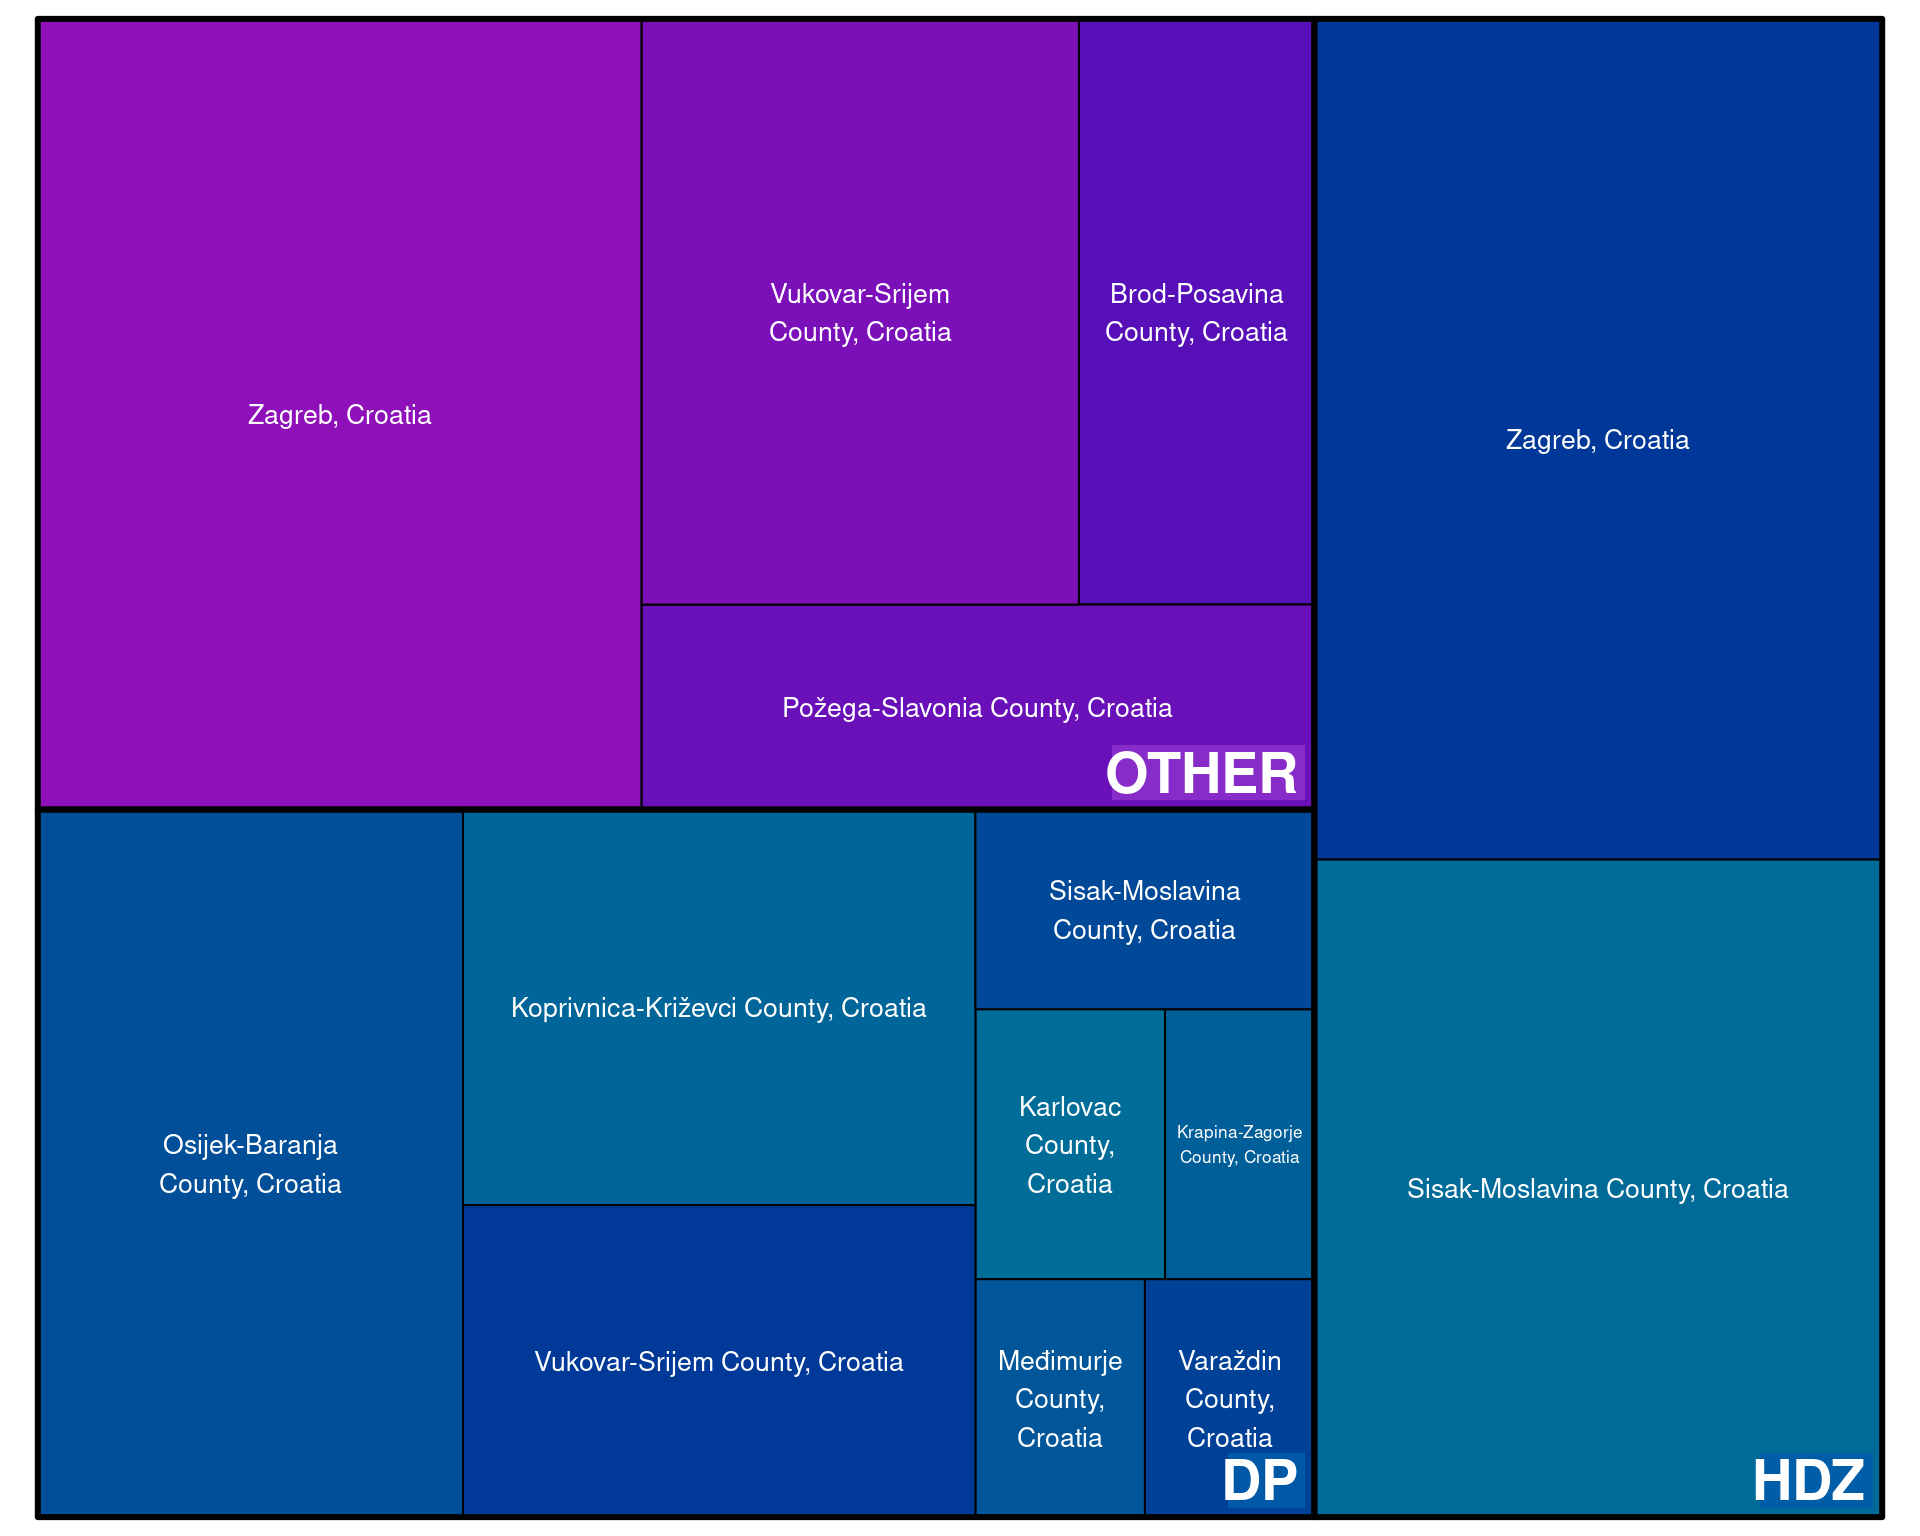 Zagreb, Croatia
Vukovar-Srijem
County, Croatia
Brod-Posavina
County, Croatia
Požega-Slavonia County, Croatia
OTHER
Osijek-Baranja
County, Croatia
Koprivnica-Križevci County, Croatia
Vukovar-Srijem County, Croatia
Sisak-Moslavina
County, Croatia
Karlovac
County,
Croatia
Krapina-Zagorje
County, Croatia
Međimurje
County,
Croatia
Varaždin
County,
Croatia
DP
Zagreb, Croatia
Sisak-Moslavina County, Croatia
HDZ